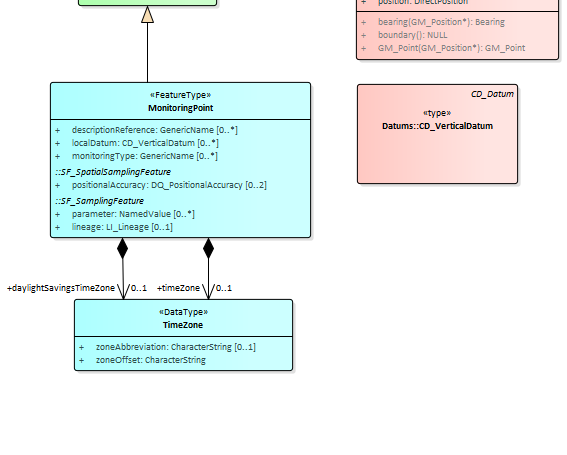 position: DirectPosition
+ bearing(GM_Position*): Bearing
+ boundary(): NULL
+ GM_Point(GM_Position*): GM_Point
«FeatureType»
MonitoringPoint
+ descriptionReference: GenericName [0..*]
+ localDatum: CD_VerticalDatum [0..*]
+ monitoringType: GenericName [0..*]
::SF_SpatialSamplingFeature
+ positionalAccuracy: DQ_PositionalAccuracy [0..2]
::SF_SamplingFeature
+ parameter: NamedValue [0..*]
+ lineage: LI_Lineage [0..1]
CD_Datum
«type»
Datums::CD_VerticalDatum
+daylightSavingsTimeZone 0..1 +timeZone 0..1
«DataType»
TimeZone
+ zoneAbbreviation: CharacterString [0..1]
+ zoneOffset: CharacterString